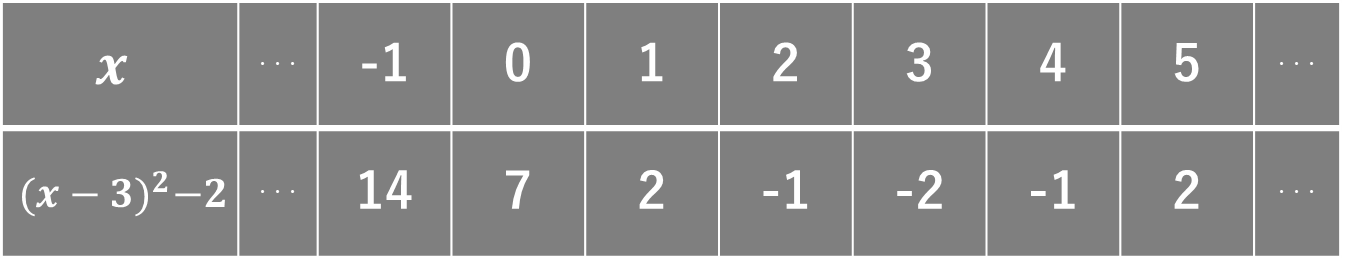 x ... -1 0 1 2 3 4 5 ...
(x − 3)²−2 ... 14 7 2 -1 -2 -1 2 ...